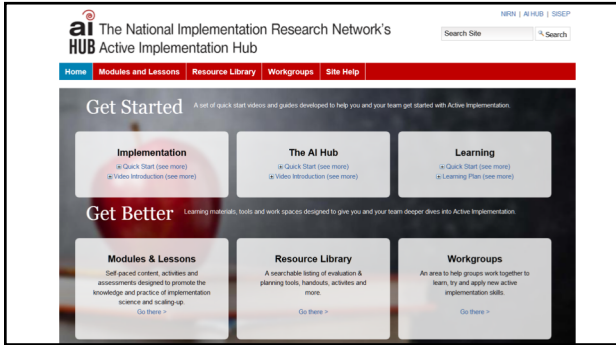 NIRN | AI HUB | SISEP
ai The National Implementation Research Network's
HUB Active Implementation Hub
Search Site
Search
Home Modules and Lessons Resource Library Workgroups Site Help
Get Started A set of quick start videos and guides developed to help you and your team get started with Active Implementation.
Implementation
Quick Start (see more)
Video Introduction (see more)
The AI Hub
Quick Start (see more)
Video Introduction (see more)
Learning
Quick Start (see more)
Learning Plan (see more)
Get Better Learning materials, tools and work spaces designed to give you and your team deeper dives into Active Implementation.
Modules & Lessons
Self-paced content, activities and
assessments designed to promote the
knowledge and practice of implementation
science and scaling-up.
Go there >
Resource Library
A searchable listing of evaluation &
planning tools, handouts, activites and
more.
Go there >
Workgroups
An area to help groups work together to
learn, try and apply new active
implementation skills.
Go there >